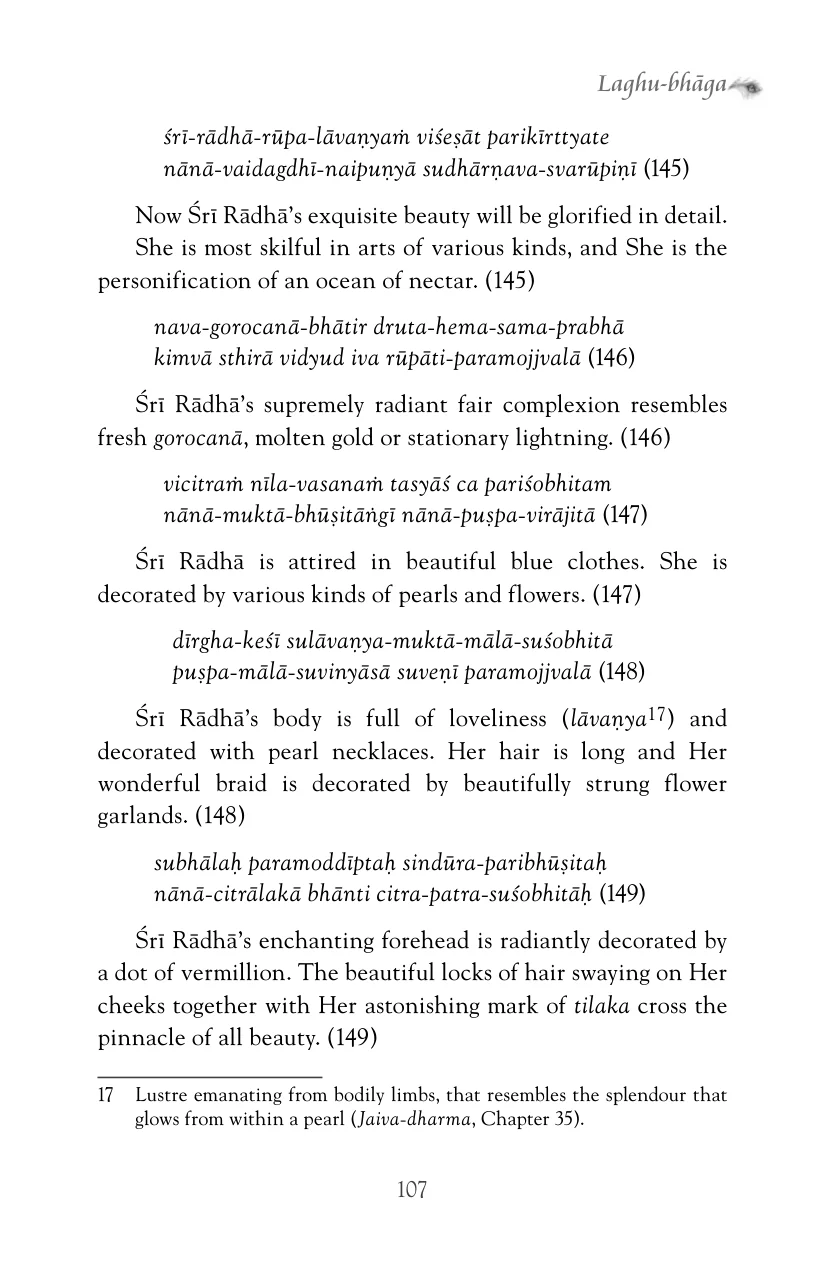 Laghu-bhāga
śrī-rādhā-rūpa-lāvaṇyaṁ viśeṣāt parikīrttyate
nānā-vaidagdhī-naipuṇyā sudhārṇava-svarūpiṇī (145)
Now Śrī Rādhā’s exquisite beauty will be glorified in detail.
She is most skilful in arts of various kinds, and She is the
personification of an ocean of nectar. (145)
nava-gorocanā-bhātir druta-hema-sama-prabhā
kimvā sthirā vidyud iva rūpāti-paramojjvalā (146)
Śrī Rādhā’s supremely radiant fair complexion resembles
fresh gorocanā, molten gold or stationary lightning. (146)
vicitraṁ nīla-vasanaṁ tasyāś ca pariśobhitam
nānā-muktā-bhūṣitāṅgī nānā-puṣpa-virājitā (147)
Śrī Rādhā is attired in beautiful blue clothes. She is
decorated by various kinds of pearls and flowers. (147)
dīrgha-keśī sulāvaṇya-muktā-mālā-suśobhitā
puṣpa-mālā-suvinyāsā suveṇī paramojjvalā (148)
Śrī Rādhā’s body is full of loveliness (lāvaṇya17) and
decorated with pearl necklaces. Her hair is long and Her
wonderful braid is decorated by beautifully strung flower
garlands. (148)
subhālaḥ paramoddīptaḥ sindūra-paribhūṣitaḥ
nānā-citrālakā bhānti citra-patra-suśobhitāḥ (149)
Śrī Rādhā’s enchanting forehead is radiantly decorated by
a dot of vermillion. The beautiful locks of hair swaying on Her
cheeks together with Her astonishing mark of tilaka cross the
pinnacle of all beauty. (149)
17 Lustre emanating from bodily limbs, that resembles the splendour that
glows from within a pearl (Jaiva-dharma, Chapter 35).
107